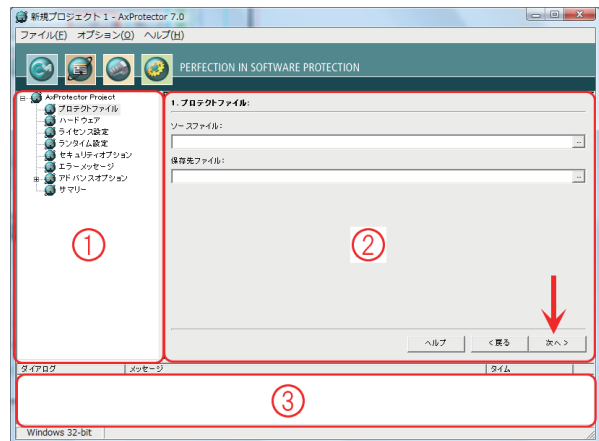 新規プロジェクト 1 - AxProtector 7.0
ファイル(F) オプション(O) ヘルプ(H)
PERFECTION IN SOFTWARE PROTECTION
AxProtector Project
プロテクトファイル
ハードウェア
ライセンス設定
ランタイム設定
セキュリティオプション
エラーメッセージ
アドバンスオプション
サマリー
①
1. プロテクトファイル:
ソースファイル:
...
保存先ファイル:
...
②
ヘルプ <戻る 次へ>
ダイアログ メッセージ タイム
③
Windows 32-bit